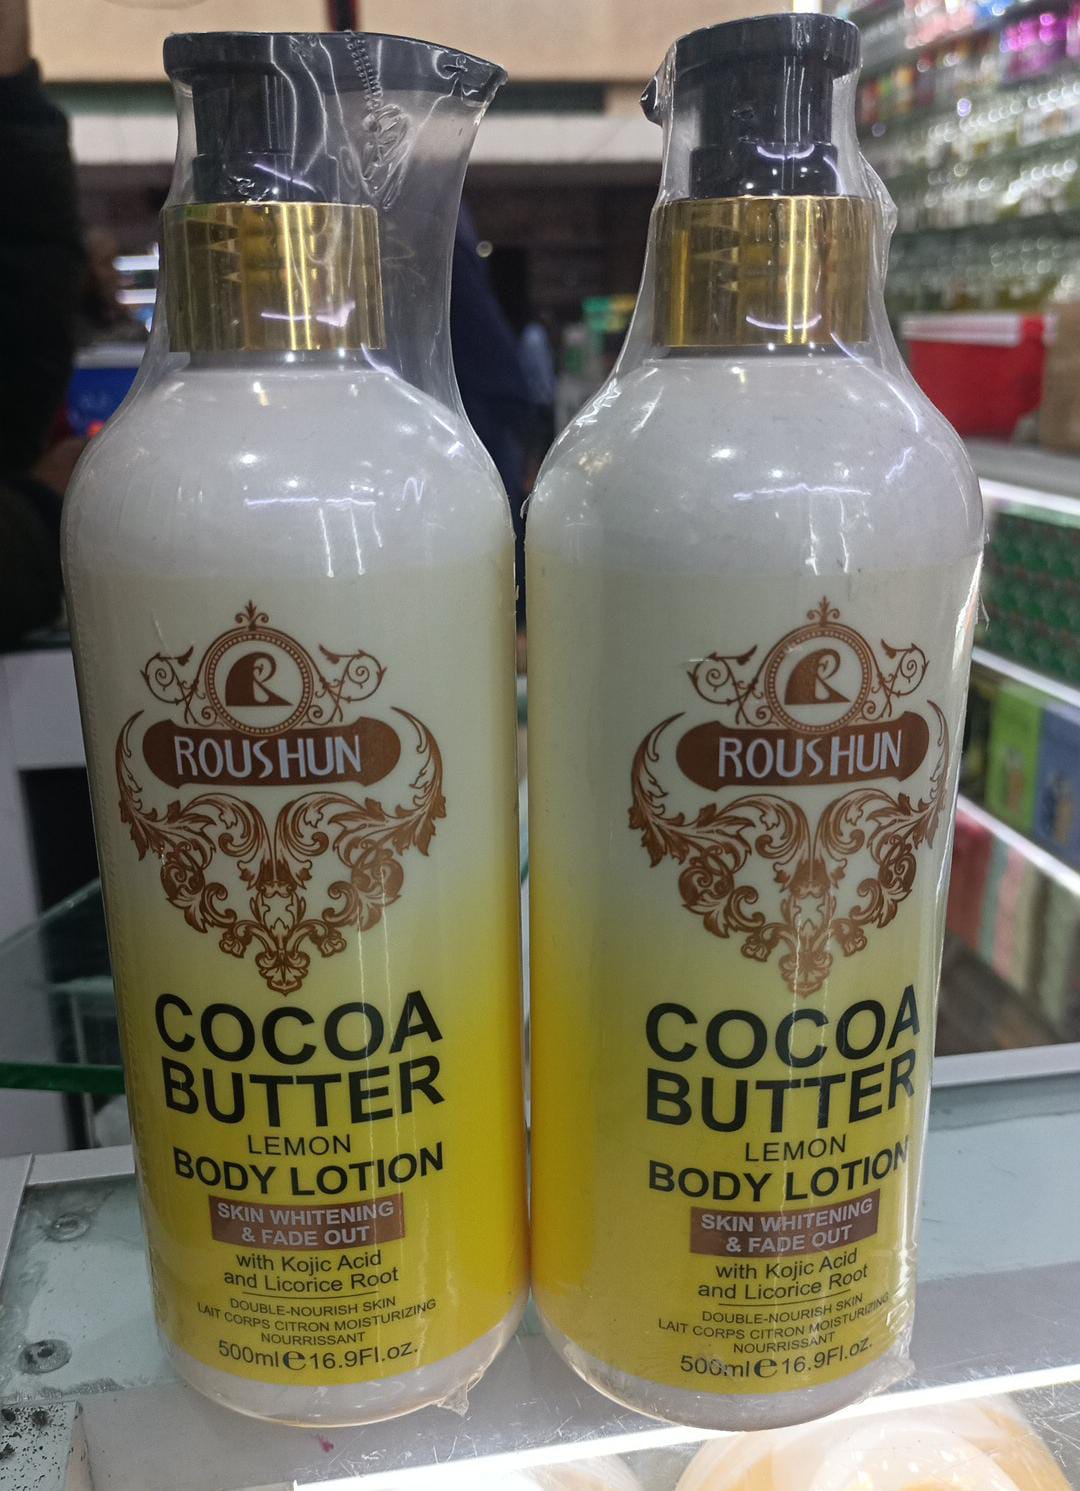 ROUSHUN
COCOA
BUTTER
LEMON
BODY LOTION
SKIN WHITENING
& FADE OUT
with Kojic Acid
and Licorice Root
DOUBLE-NOURISH SKIN
LAIT CORPS CITRON MOISTURIZING
NOURRISSANT
500ml℮16.9Fl.oz.
ROUSHUN
COCOA
BUTTER
LEMON
BODY LOTION
SKIN WHITENING
& FADE OUT
with Kojic Acid
and Licorice Root
DOUBLE-NOURISH SKIN
LAIT CORPS CITRON MOISTURIZING
NOURRISSANT
500ml℮16.9Fl.oz.